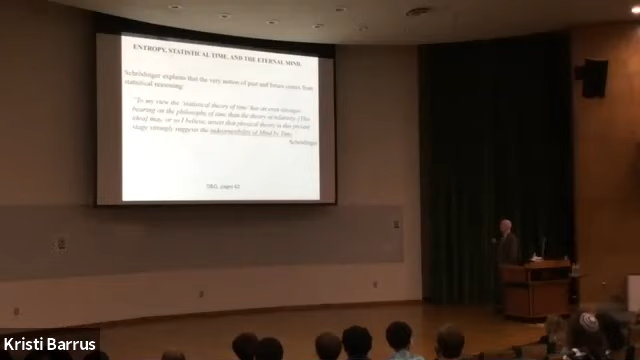 ENTROPY, STATISTICAL TIME, AND THE ETERNAL MIND.
Schrödinger explains that the very notion of past and future comes from
statistical reasoning:
"To my view the 'statistical theory of time' has an even stronger
bearing on the philosophy of time than the theory of relativity. [This
idea] may, or so I believe, assert that physical theory in its present
stage strongly suggests the indestructibility of Mind by Time.
Schrödinger
Kristi Barrus